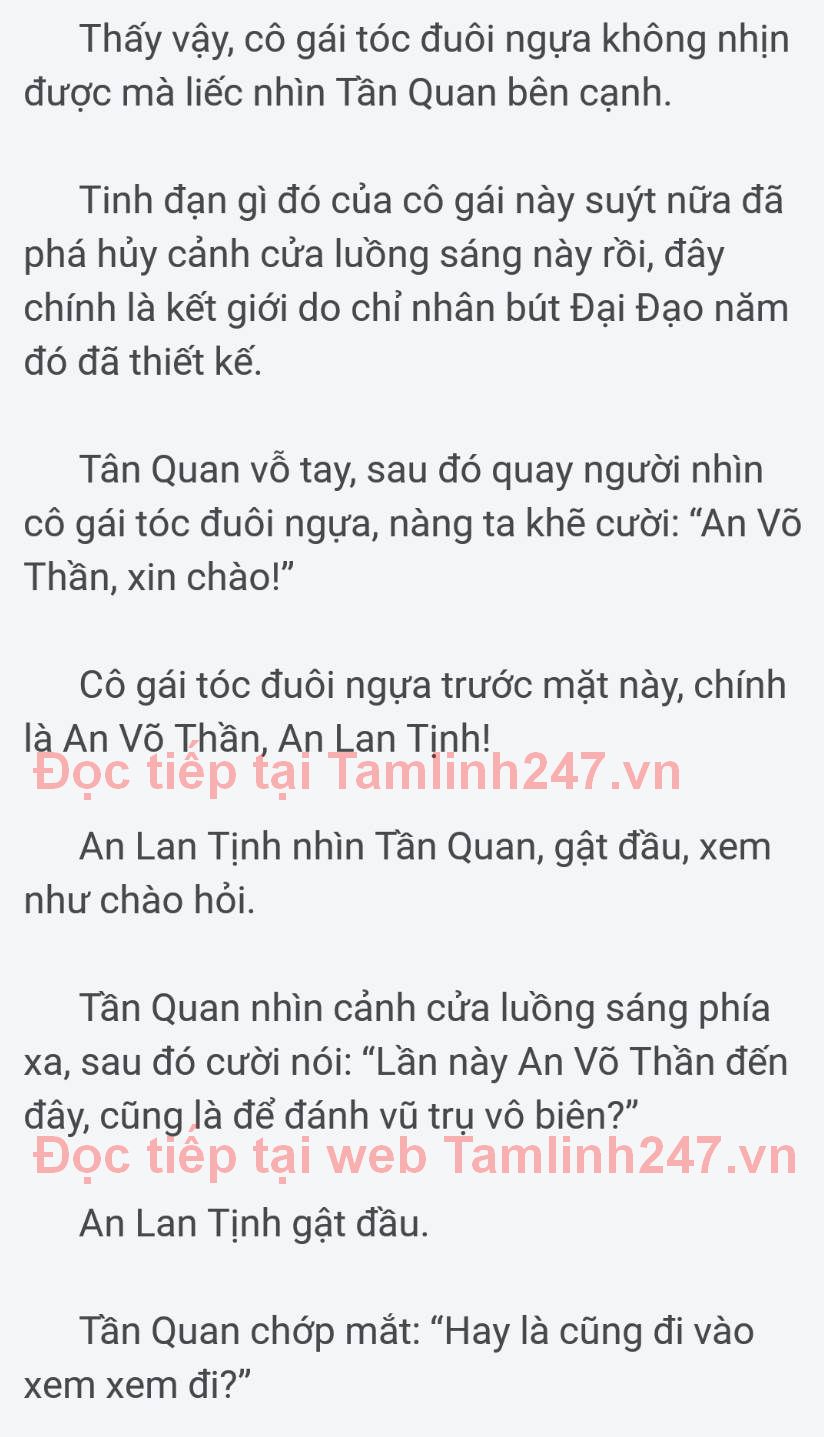 Thấy vậy, cô gái tóc đuôi ngựa không nhịn
được mà liếc nhìn Tần Quan bên cạnh.
Tinh đạn gì đó của cô gái này suýt nữa đã
phá hủy cảnh cửa luồng sáng này rồi, đây
chính là kết giới do chỉ nhân bút Đại Đạo năm
đó đã thiết kế.
Tân Quan vỗ tay, sau đó quay người nhìn
cô gái tóc đuôi ngựa, nàng ta khẽ cười: “An Võ
Thần, xin chào!”
Cô gái tóc đuôi ngựa trước mặt này, chính
là An Võ Thần, An Lan Tịnh!
Đọc tiếp tại Tamlinh247.vn
An Lan Tịnh nhìn Tần Quan, gật đầu, xem
như chào hỏi.
Tần Quan nhìn cảnh cửa luồng sáng phía
xa, sau đó cười nói: “Lần này An Võ Thần đến
đây, cũng là để đánh vũ trụ vô biên?”
Đọc tiếp tại web Tamlinh247.vn
An Lan Tịnh gật đầu.
Tần Quan chớp mắt: “Hay là cũng đi vào
xem xem đi?”